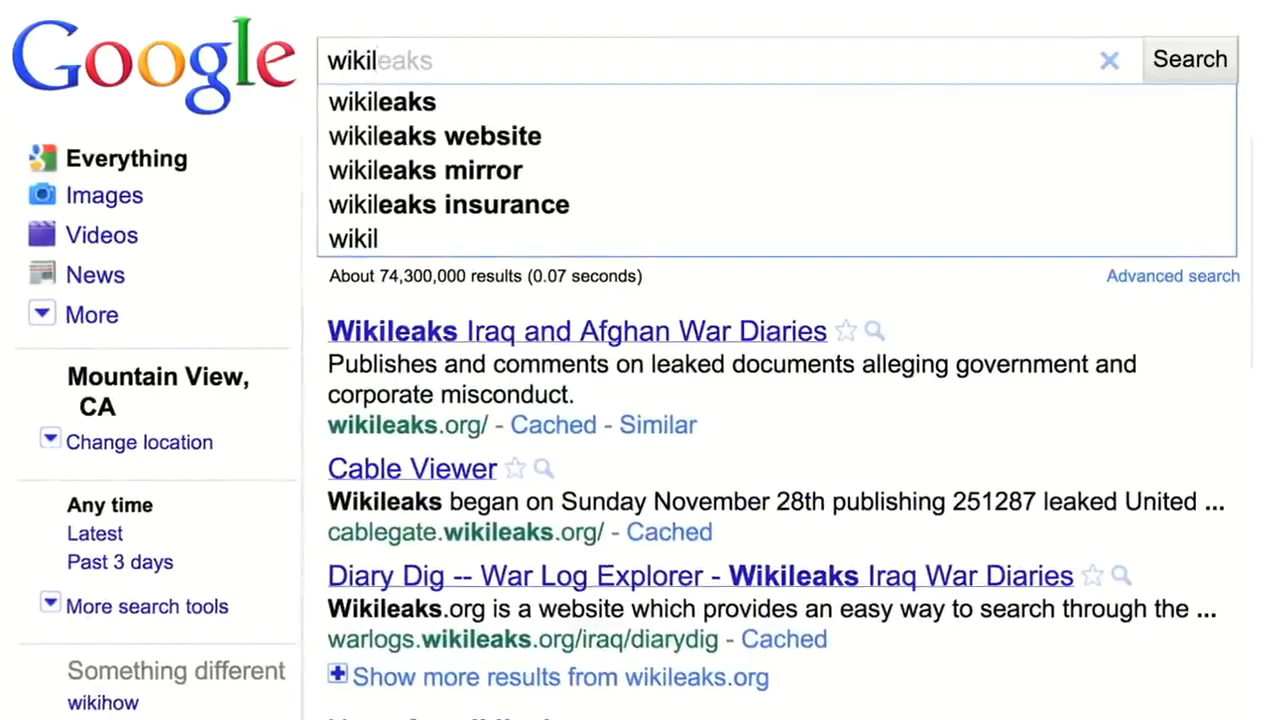 Google
wikileaks
Search
wikileaks
wikileaks website
wikileaks mirror
wikileaks insurance
wikil
About 74,300,000 results (0.07 seconds)
Advanced search
Everything
Images
Videos
News
More
Mountain View,
CA
Change location
Any time
Latest
Past 3 days
More search tools
Something different
wikihow
Wikileaks Iraq and Afghan War Diaries
Publishes and comments on leaked documents alleging government and
corporate misconduct.
wikileaks.org/ - Cached - Similar
Cable Viewer
Wikileaks began on Sunday November 28th publishing 251287 leaked United ...
cablegate.wikileaks.org/ - Cached
Diary Dig -- War Log Explorer - Wikileaks Iraq War Diaries
Wikileaks.org is a website which provides an easy way to search through the ...
warlogs.wikileaks.org/iraq/diarydig - Cached
Show more results from wikileaks.org